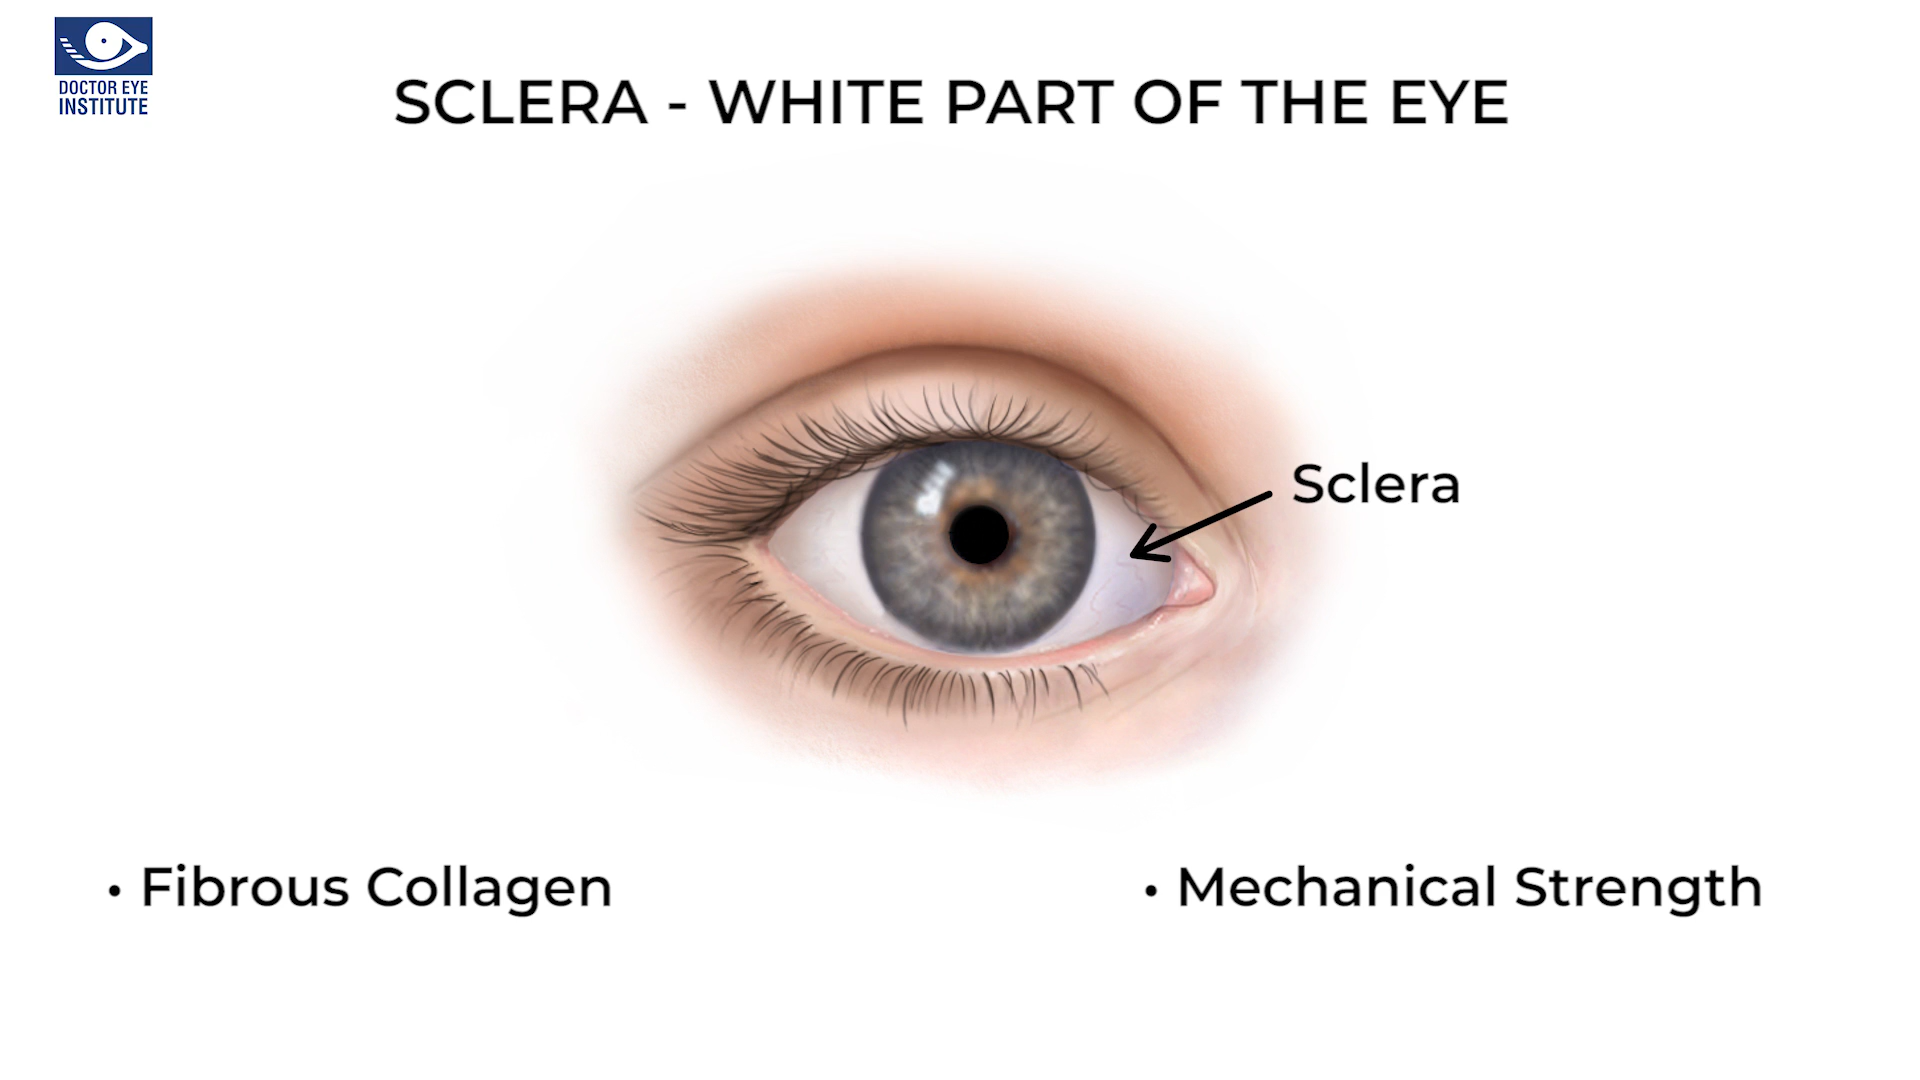 DOCTOR EYE
INSTITUTE
SCLERA - WHITE PART OF THE EYE
Sclera
• Fibrous Collagen
• Mechanical Strength